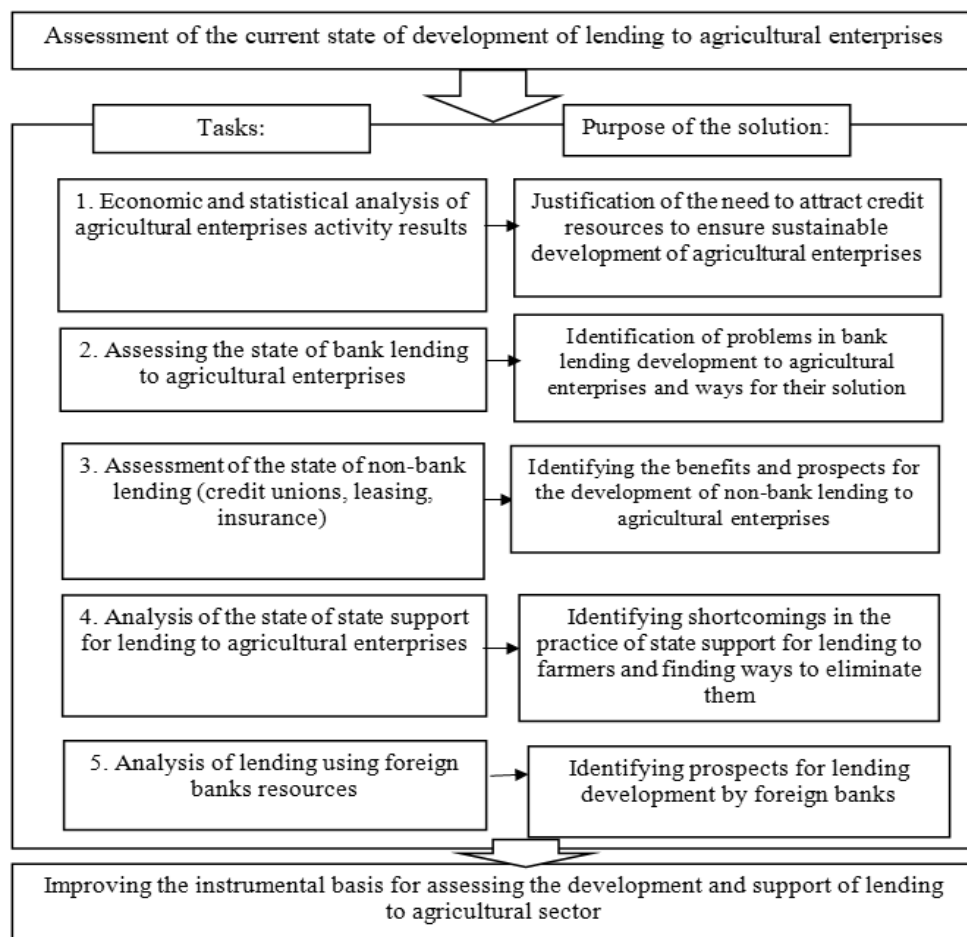 Assessment of the current state of development of lending to agricultural enterprises
Tasks:
Purpose of the solution:
1. Economic and statistical analysis of
agricultural enterprises activity results
Justification of the need to attract credit
resources to ensure sustainable
development of agricultural enterprises
2. Assessing the state of bank lending
to agricultural enterprises
Identification of problems in bank
lending development to agricultural
enterprises and ways for their solution
3. Assessment of the state of non-bank
lending (credit unions, leasing,
insurance)
Identifying the benefits and prospects for
the development of non-bank lending to
agricultural enterprises
4. Analysis of the state of state support
for lending to agricultural enterprises
Identifying shortcomings in the
practice of state support for lending to
farmers and finding ways to eliminate
them
5. Analysis of lending using foreign
banks resources
Identifying prospects for lending
development by foreign banks
Improving the instrumental basis for assessing the development and support of lending
to agricultural sector